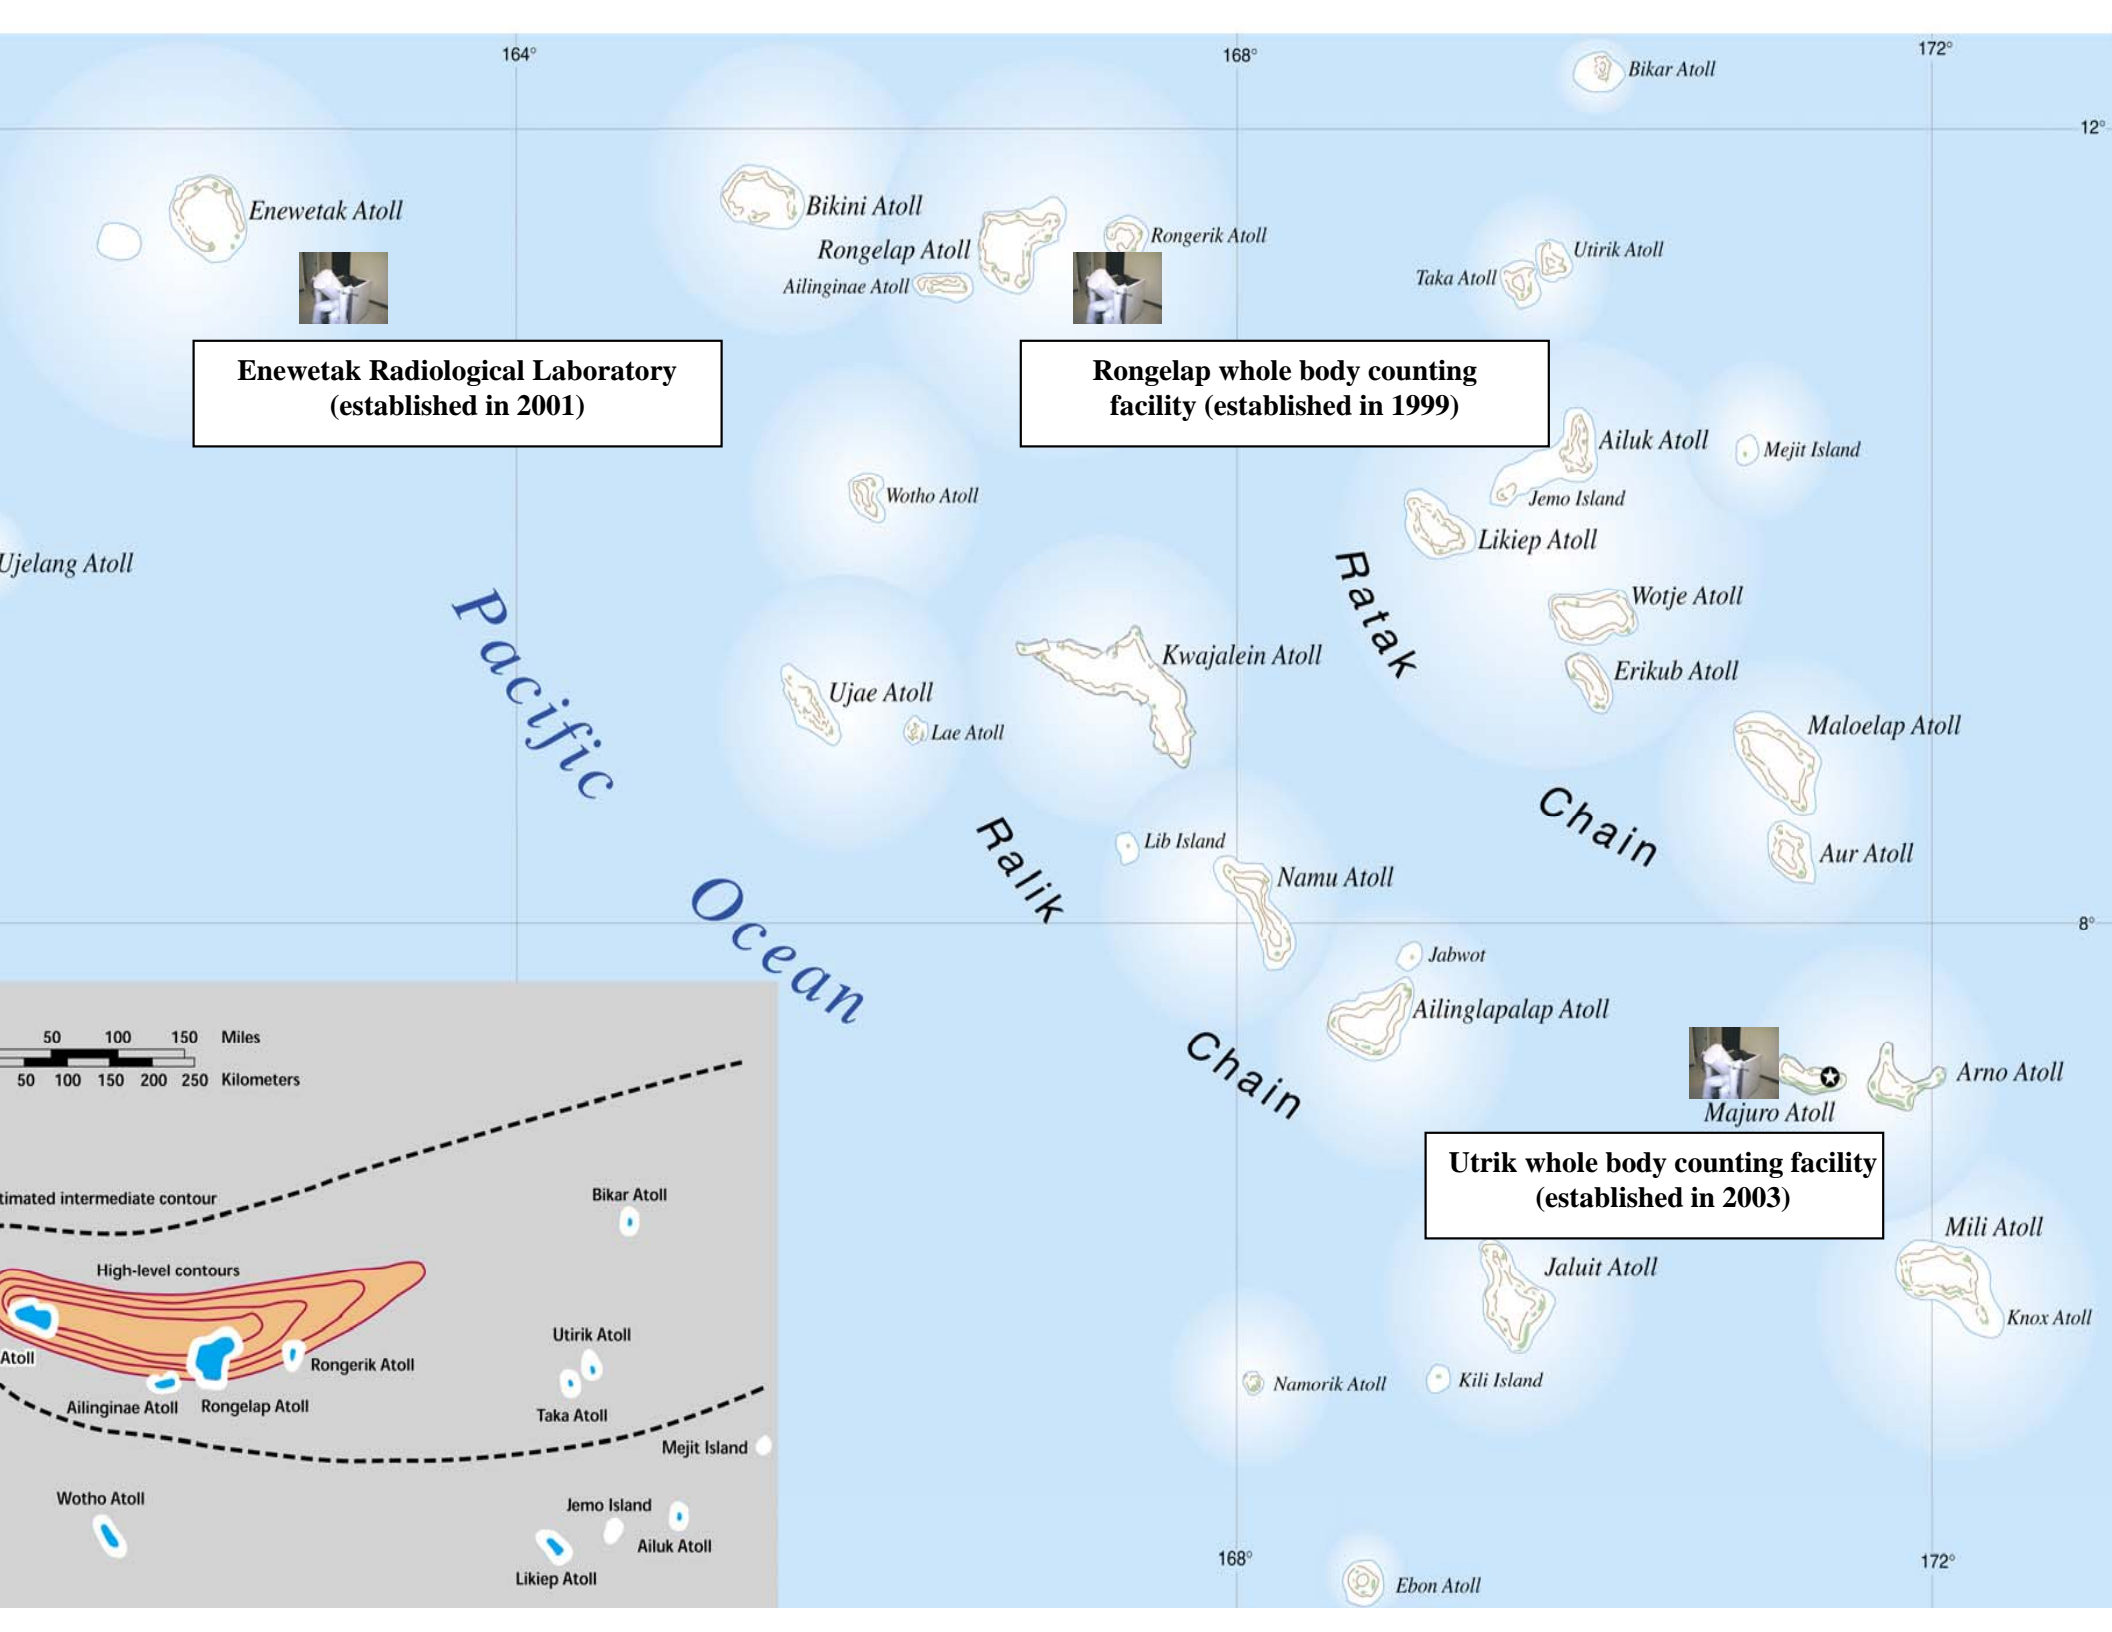 164°
168°
172°
Bikar Atoll
12°
Enewetak Atoll
Bikini Atoll
Rongelap Atoll
Rongerik Atoll
Ailinginae Atoll
Utirik Atoll
Taka Atoll
Enewetak Radiological Laboratory
(established in 2001)
Rongelap whole body counting
facility (established in 1999)
Ailuk Atoll
Mejit Island
Jemo Island
Wotho Atoll
Likiep Atoll
Ujelang Atoll
Wotje Atoll
Erikub Atoll
Kwajalein Atoll
Ujae Atoll
Lae Atoll
Maloelap Atoll
Aur Atoll
Pacific
Ocean
Ratak
Chain
Ralik
Chain
Lib Island
Namu Atoll
8°
Jabwot
Ailinglapalap Atoll
Majuro Atoll
Arno Atoll
Utrik whole body counting facility
(established in 2003)
Mili Atoll
Knox Atoll
Jaluit Atoll
Namorik Atoll
Kili Island
168°
172°
Ebon Atoll
50 100 150 Miles
50 100 150 200 250 Kilometers
timated intermediate contour
High-level contours
Bikar Atoll
Atoll
Ailinginae Atoll
Rongelap Atoll
Rongerik Atoll
Utirik Atoll
Taka Atoll
Mejit Island
Wotho Atoll
Jemo Island
Ailuk Atoll
Likiep Atoll